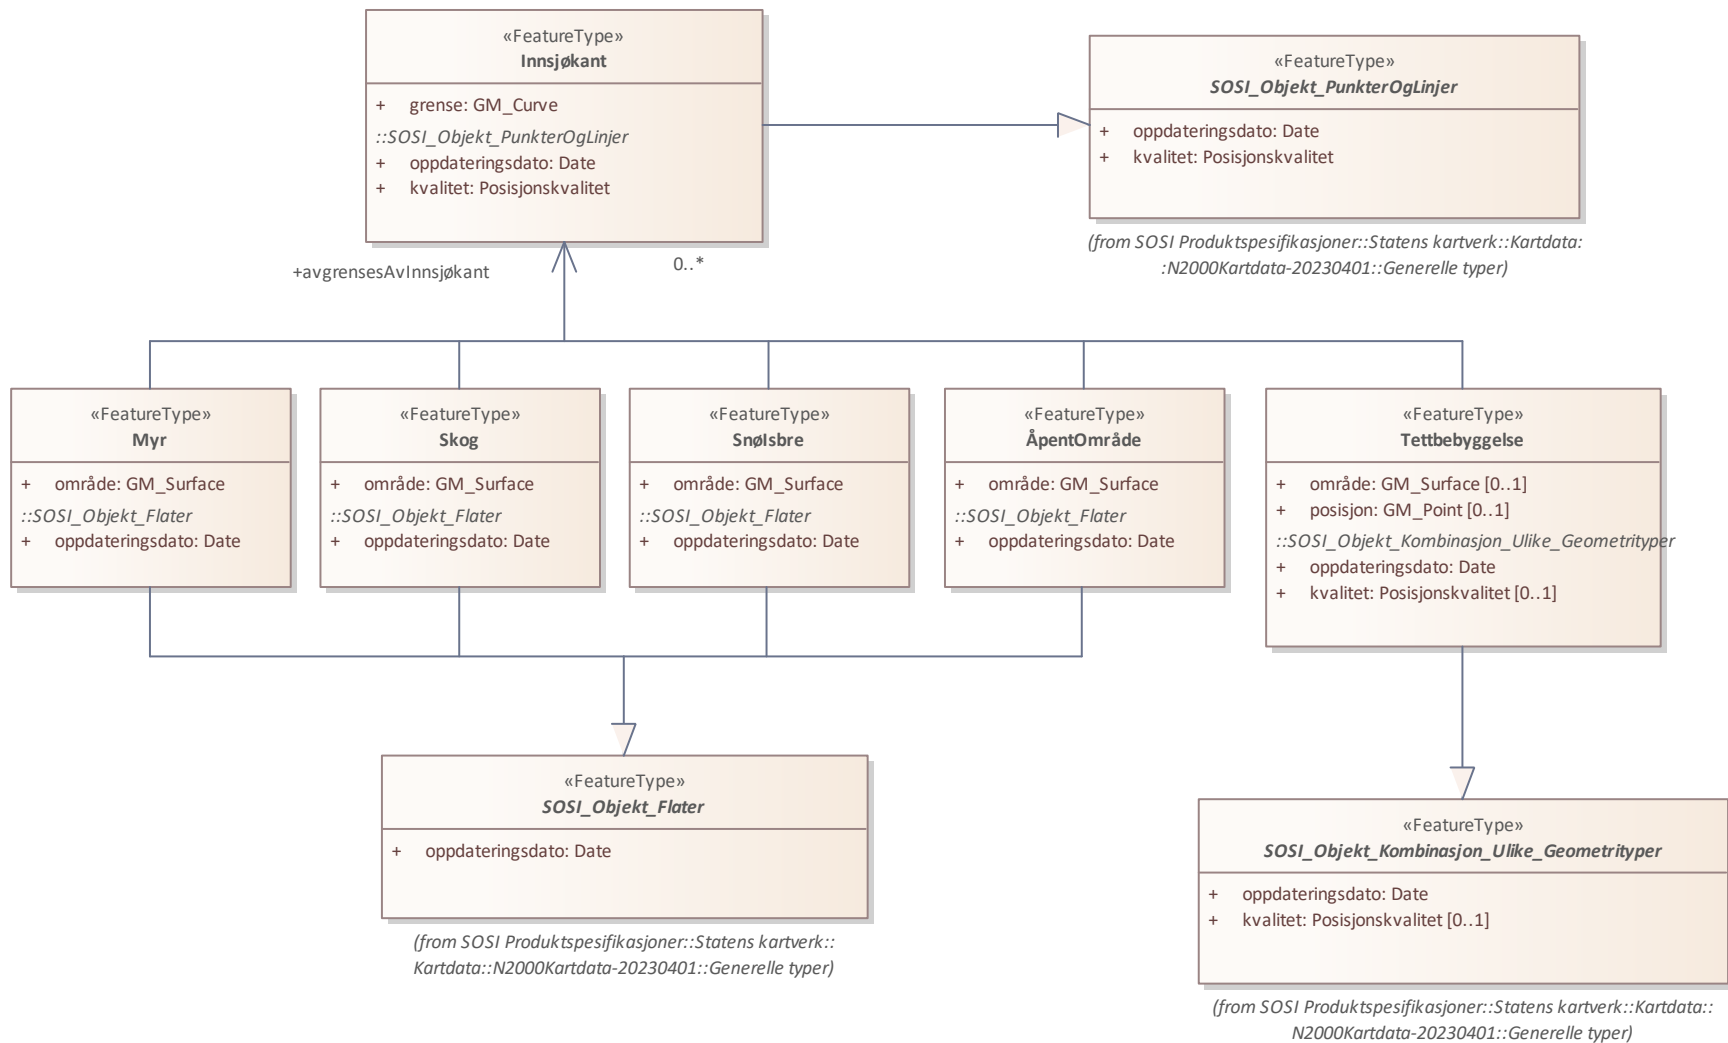 «FeatureType»
Innsjøkant
+ grense: GM_Curve
::SOSI_Objekt_PunkterOgLinjer
+ oppdateringsdato: Date
+ kvalitet: Posisjonskvalitet
«FeatureType»
SOSI_Objekt_PunkterOgLinjer
+ oppdateringsdato: Date
+ kvalitet: Posisjonskvalitet
(from SOSI Produktspesifikasjoner::Statens kartverk::Kartdata:
:N2000Kartdata-20230401::Generelle typer)
+avgrensesAvInnsjøkant
0..*
«FeatureType»
Myr
+ område: GM_Surface
::SOSI_Objekt_Flater
+ oppdateringsdato: Date
«FeatureType»
Skog
+ område: GM_Surface
::SOSI_Objekt_Flater
+ oppdateringsdato: Date
«FeatureType»
SnøIsbre
+ område: GM_Surface
::SOSI_Objekt_Flater
+ oppdateringsdato: Date
«FeatureType»
ÅpentOmråde
+ område: GM_Surface
::SOSI_Objekt_Flater
+ oppdateringsdato: Date
«FeatureType»
Tettbebyggelse
+ område: GM_Surface [0..1]
+ posisjon: GM_Point [0..1]
::SOSI_Objekt_Kombinasjon_Ulike_Geometrityper
+ oppdateringsdato: Date
+ kvalitet: Posisjonskvalitet [0..1]
«FeatureType»
SOSI_Objekt_Flater
+ oppdateringsdato: Date
(from SOSI Produktspesifikasjoner::Statens kartverk::
Kartdata::N2000Kartdata-20230401::Generelle typer)
«FeatureType»
SOSI_Objekt_Kombinasjon_Ulike_Geometrityper
+ oppdateringsdato: Date
+ kvalitet: Posisjonskvalitet [0..1]
(from SOSI Produktspesifikasjoner::Statens kartverk::Kartdata::
N2000Kartdata-20230401::Generelle typer)